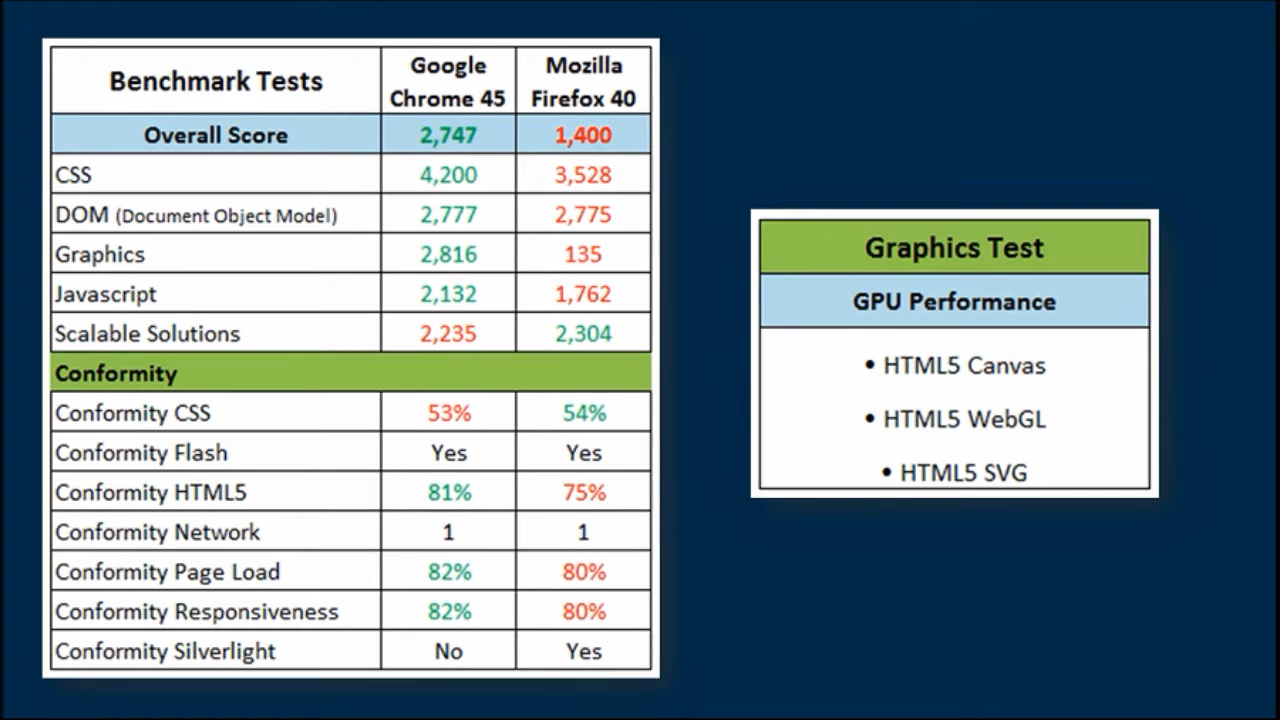 Benchmark Tests Google Chrome 45 Mozilla Firefox 40
Overall Score 2,747 1,400
CSS 4,200 3,528
DOM (Document Object Model) 2,777 2,775
Graphics 2,816 135
Javascript 2,132 1,762
Scalable Solutions 2,235 2,304
Conformity
Conformity CSS 53% 54%
Conformity Flash Yes Yes
Conformity HTML5 81% 75%
Conformity Network 1 1
Conformity Page Load 82% 80%
Conformity Responsiveness 82% 80%
Conformity Silverlight No Yes
Graphics Test
GPU Performance
• HTML5 Canvas
• HTML5 WebGL
• HTML5 SVG